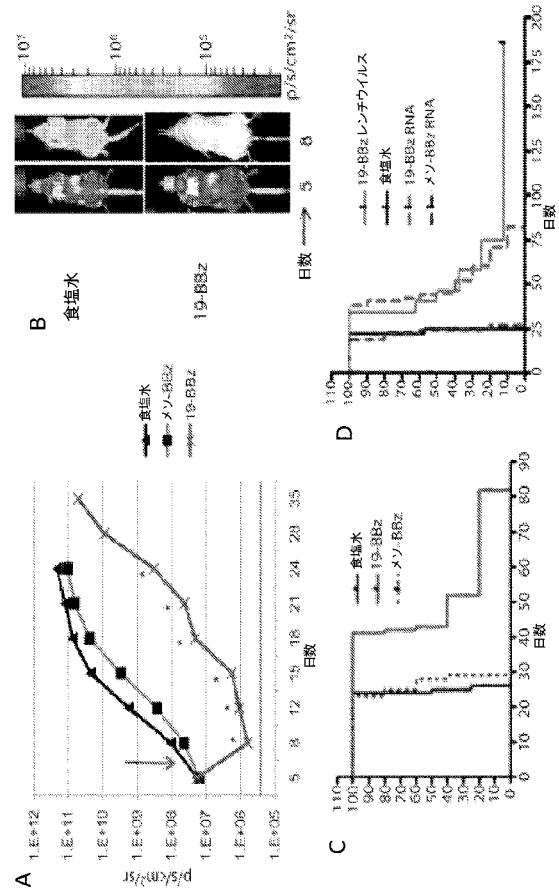 A
1.E+12
1.E+11
1.E+10
1.E+09
1.E+08
1.E+07
1.E+06
1.E+05
p/s/cm²/sr
5 8 12 15 18 21 24 28 35
日数
食塩水
メソ-BBz
19-BBz
B
食塩水
19-BBz
日数 → 5 6
10⁷
10⁶
10⁵
p/s/cm²/sr
C
110
100
90
80
70
60
50
40
30
20
10
0
0 10 20 30 40 50 60 70 80 90
日数
食塩水
19-BBz
メソ-BBz
D
110
100
90
80
70
60
50
40
30
20
10
0
0 25 50 75 100 125 150 175 200
日数
19-BBz レンチウイルス
食塩水
19-BBz RNA
メソ-BBz RNA